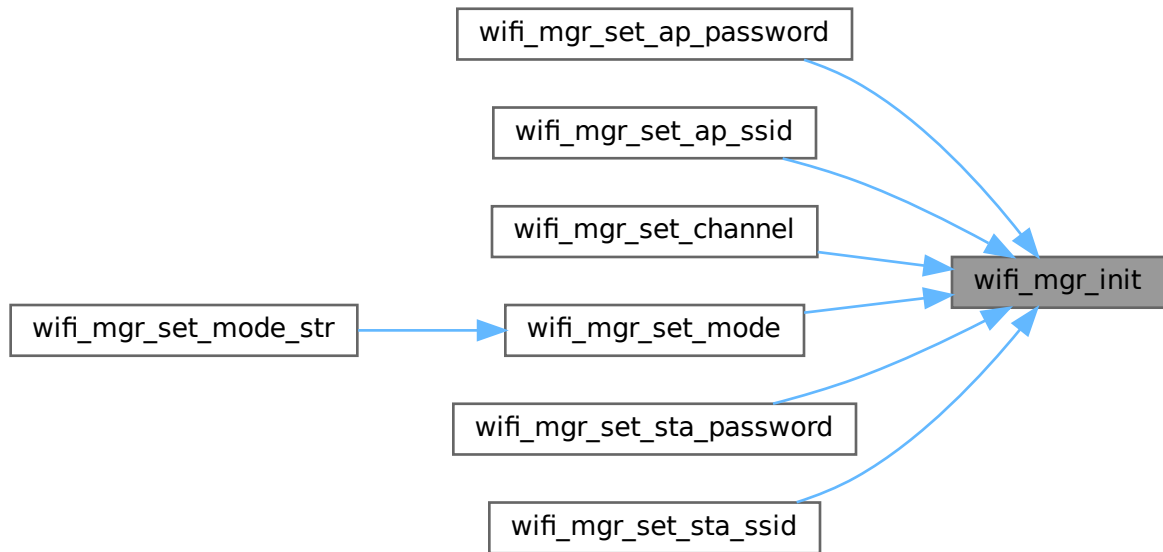 wifi_mgr_set_ap_password
wifi_mgr_set_ap_ssid
wifi_mgr_set_channel
wifi_mgr_init
wifi_mgr_set_mode_str
wifi_mgr_set_mode
wifi_mgr_set_sta_password
wifi_mgr_set_sta_ssid